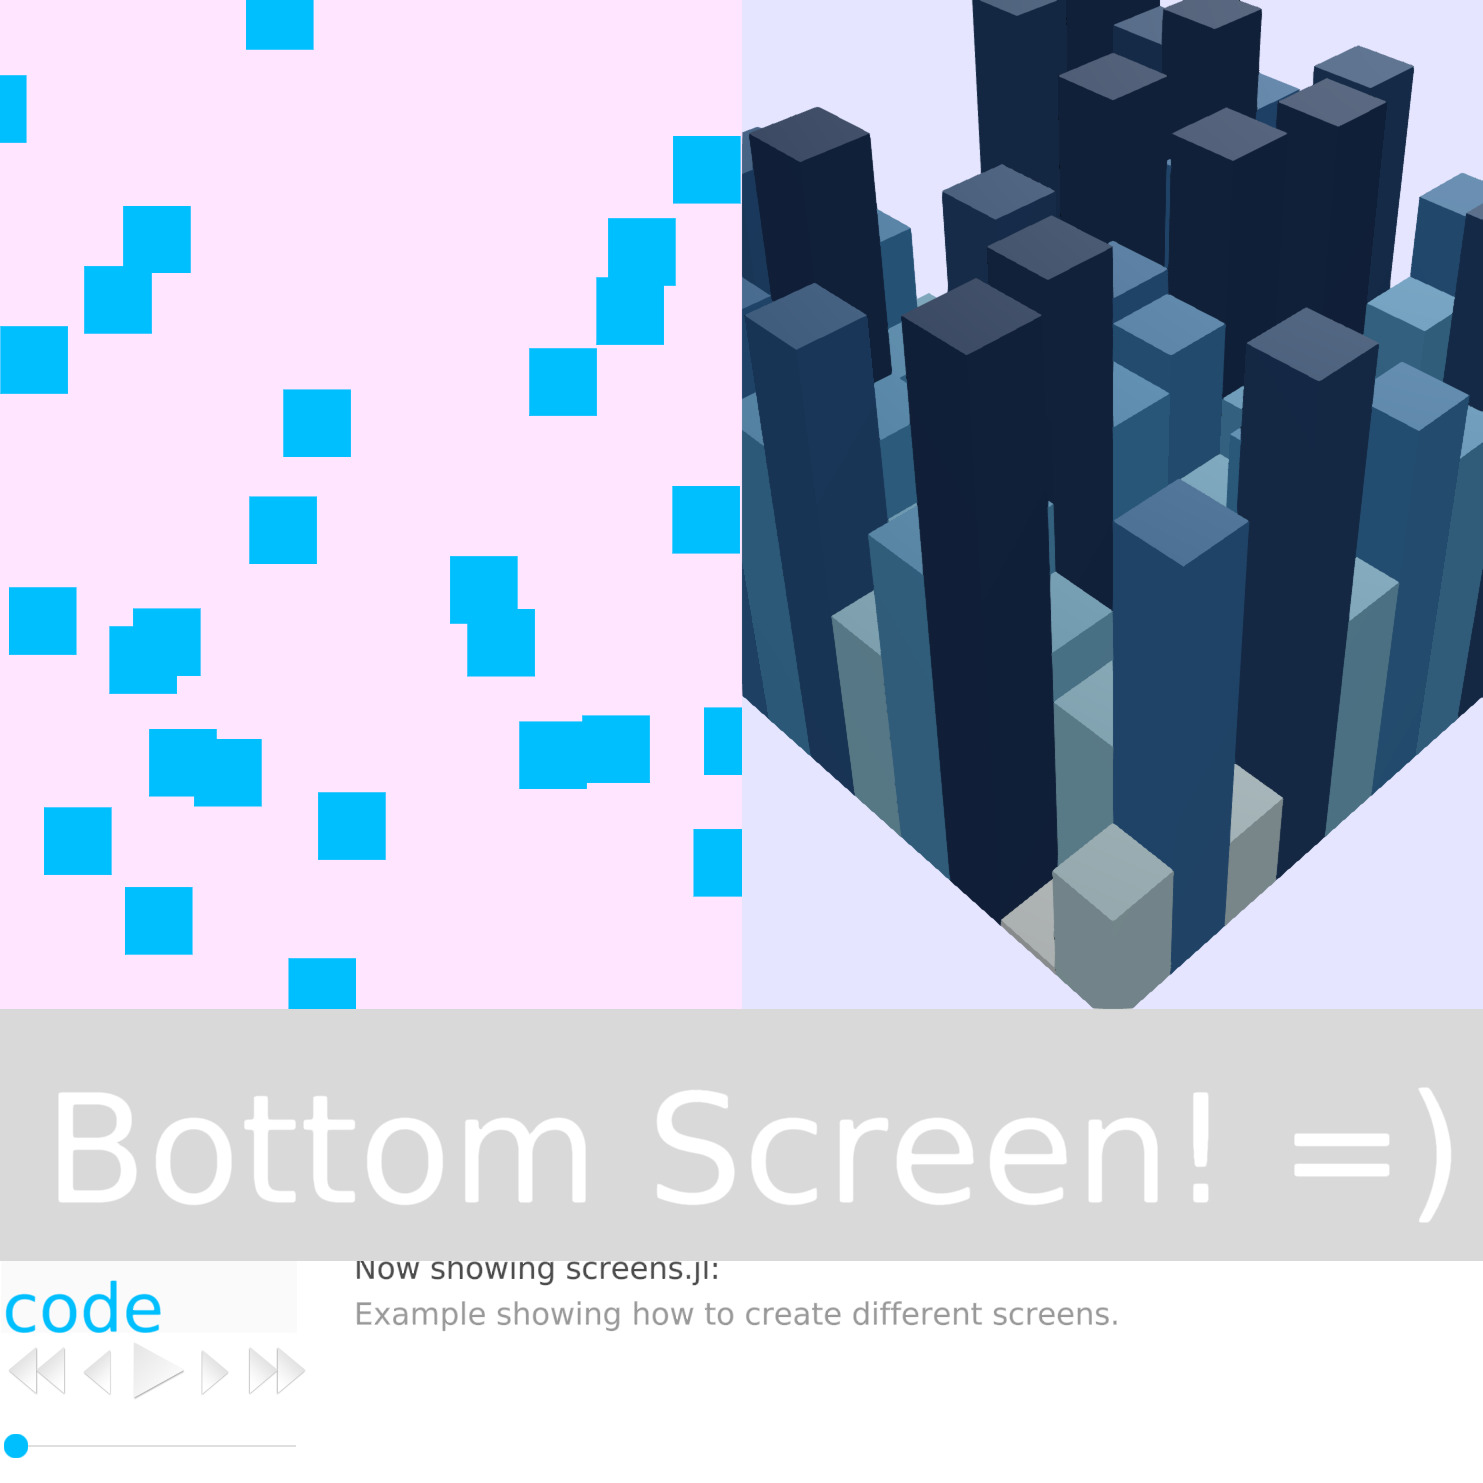 Bottom Screen! =)
code
Now showing screens.jl:
Example showing how to create different screens.